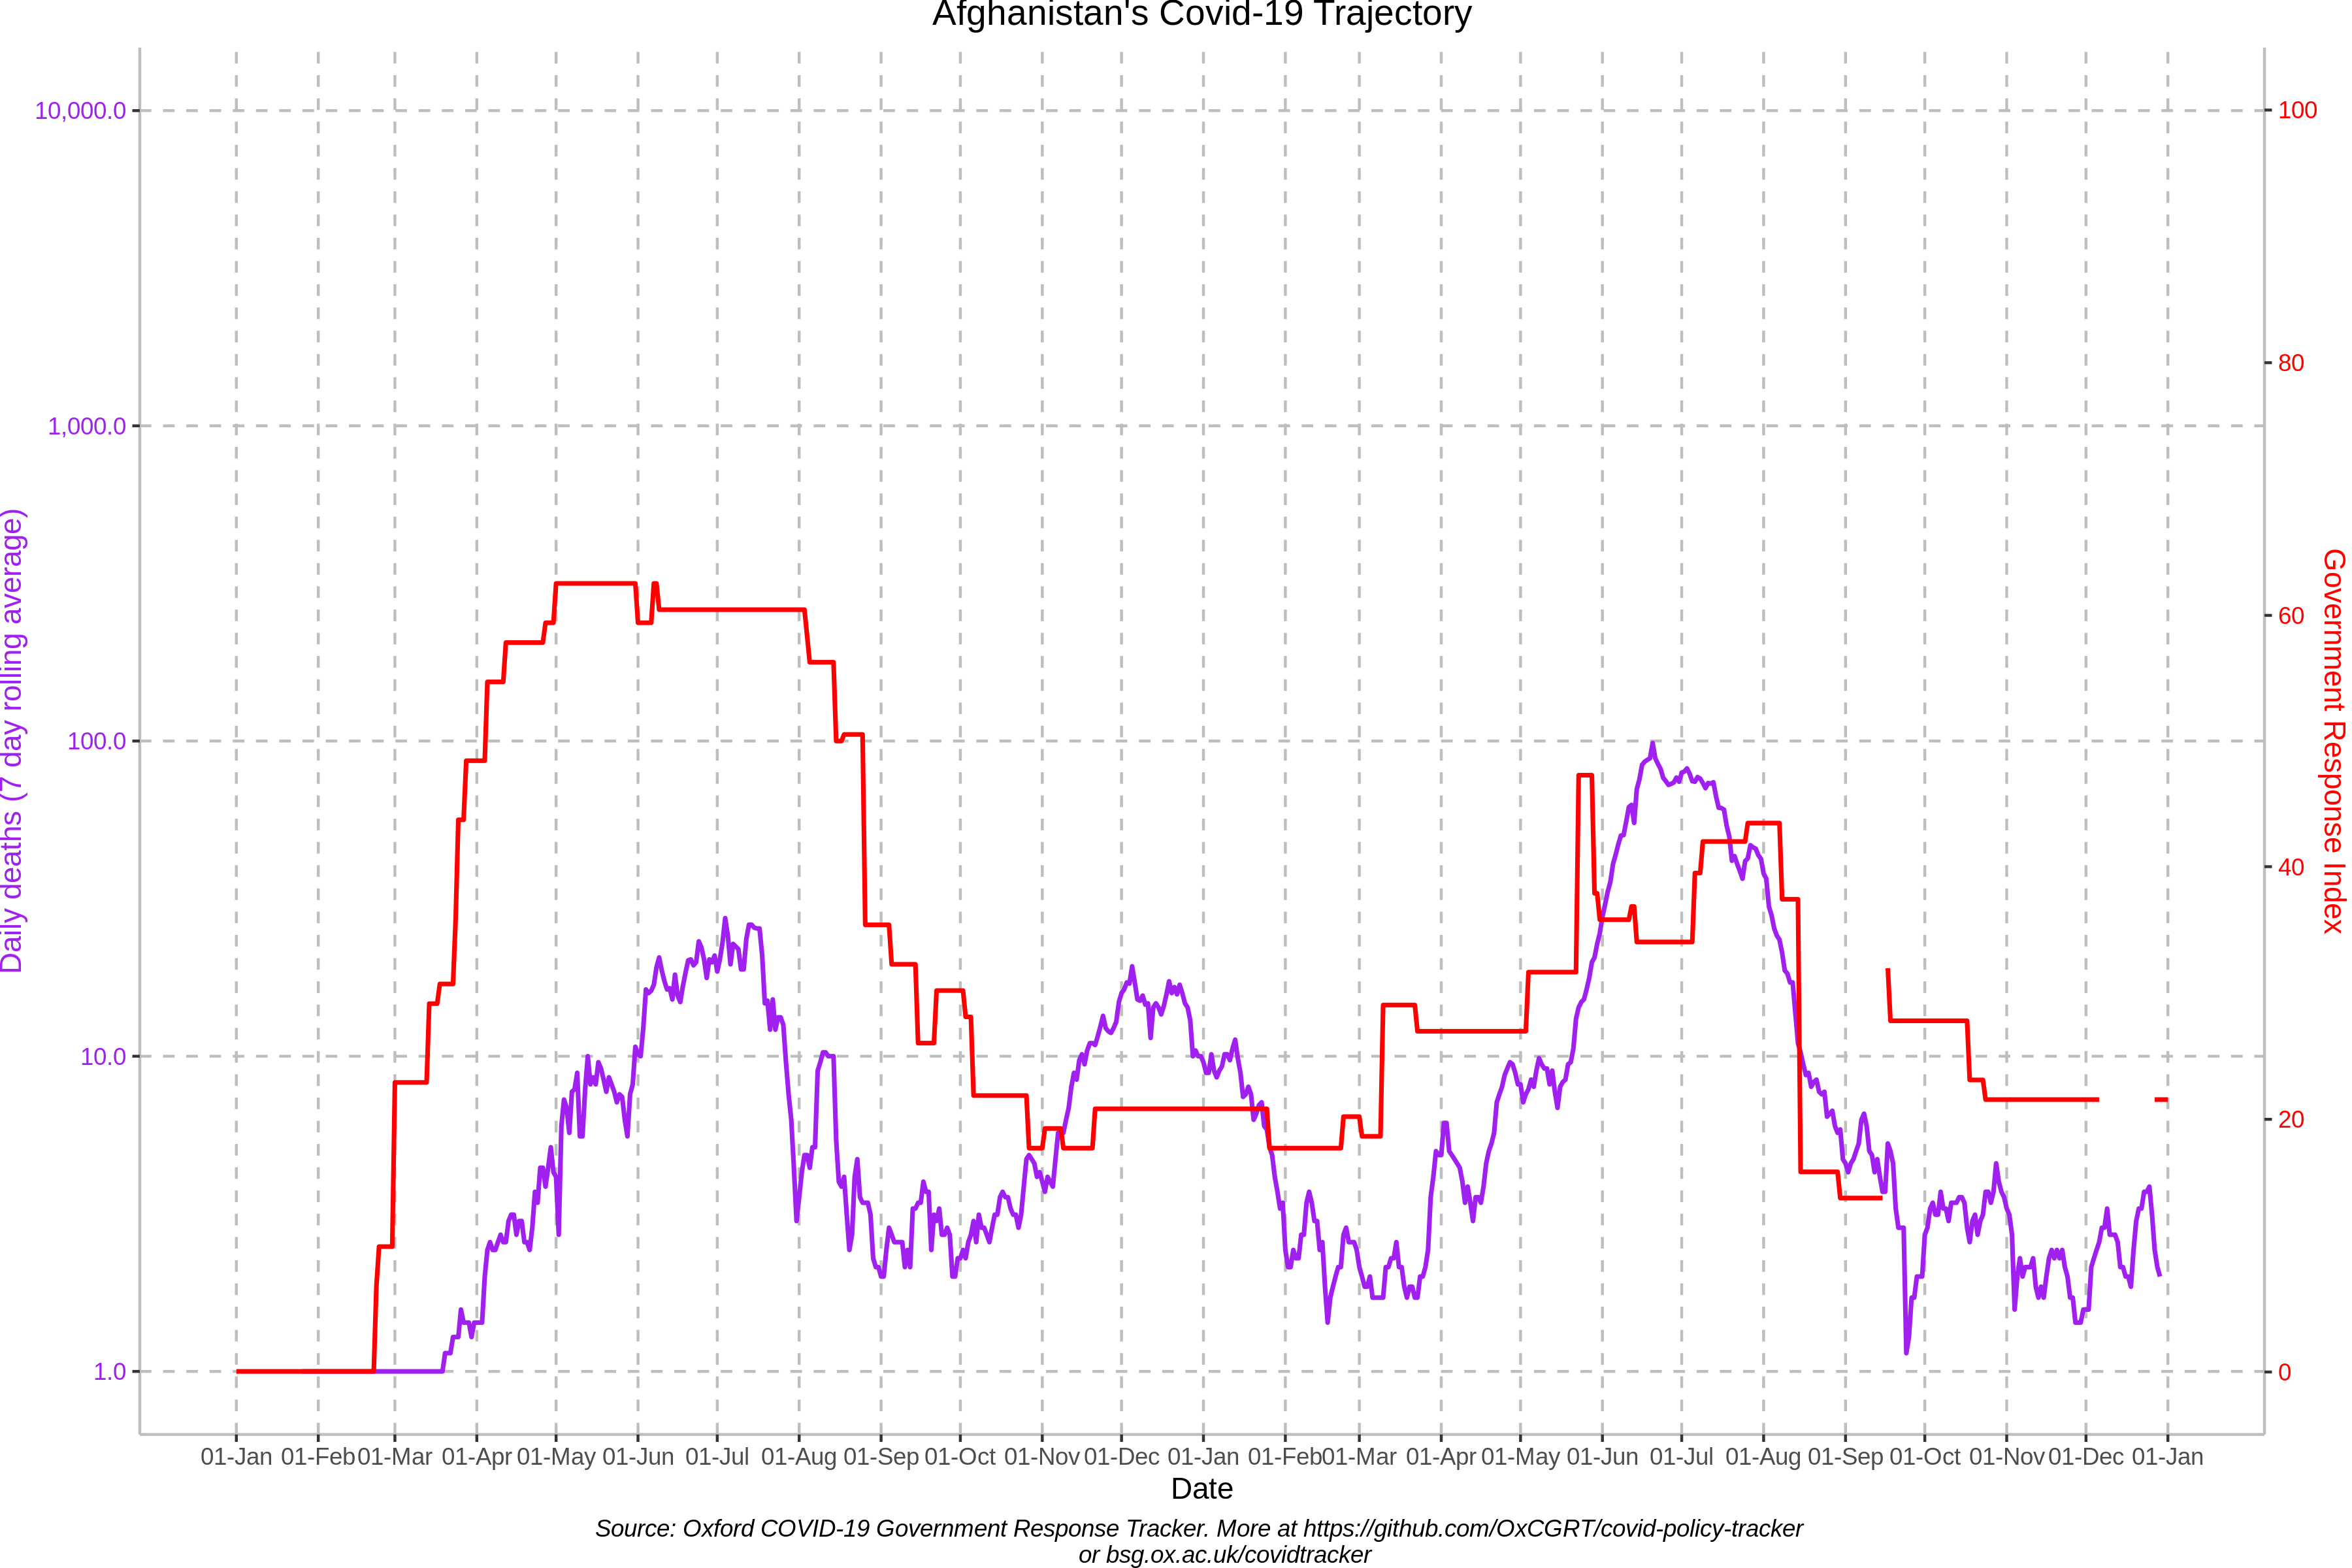 Afghanistan's Covid-19 Trajectory
10,000.0
1,000.0
100.0
10.0
1.0
Daily deaths (7 day rolling average)
100
80
60
40
20
0
Government Response Index
01-Jan 01-Feb 01-Mar 01-Apr 01-May 01-Jun 01-Jul 01-Aug 01-Sep 01-Oct 01-Nov 01-Dec 01-Jan 01-Feb 01-Mar 01-Apr 01-May 01-Jun 01-Jul 01-Aug 01-Sep 01-Oct 01-Nov 01-Dec 01-Jan
Date
Source: Oxford COVID-19 Government Response Tracker. More at https://github.com/OxCGRT/covid-policy-tracker
or bsg.ox.ac.uk/covidtracker